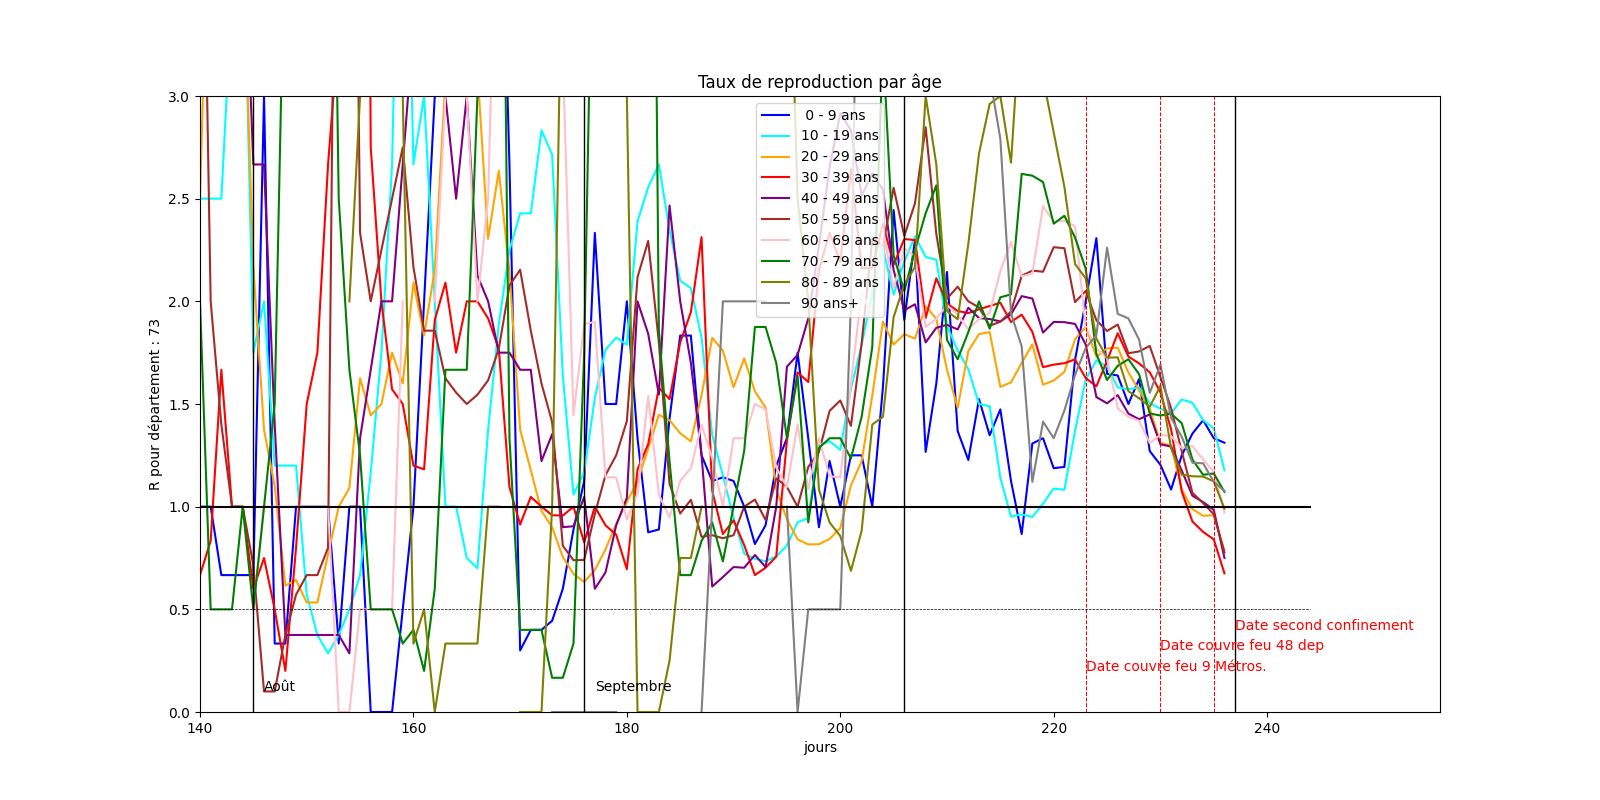 Taux de reproduction par âge
R pour département : 73
3.0
2.5
2.0
1.5
1.0
0.5
0.0
0 - 9 ans
10 - 19 ans
20 - 29 ans
30 - 39 ans
40 - 49 ans
50 - 59 ans
60 - 69 ans
70 - 79 ans
80 - 89 ans
90 ans+
Date second confinement
Date couvre feu 48 dep
Date couvre feu 9 Métros.
Août
Septembre
140
160
180
200
220
240
jours